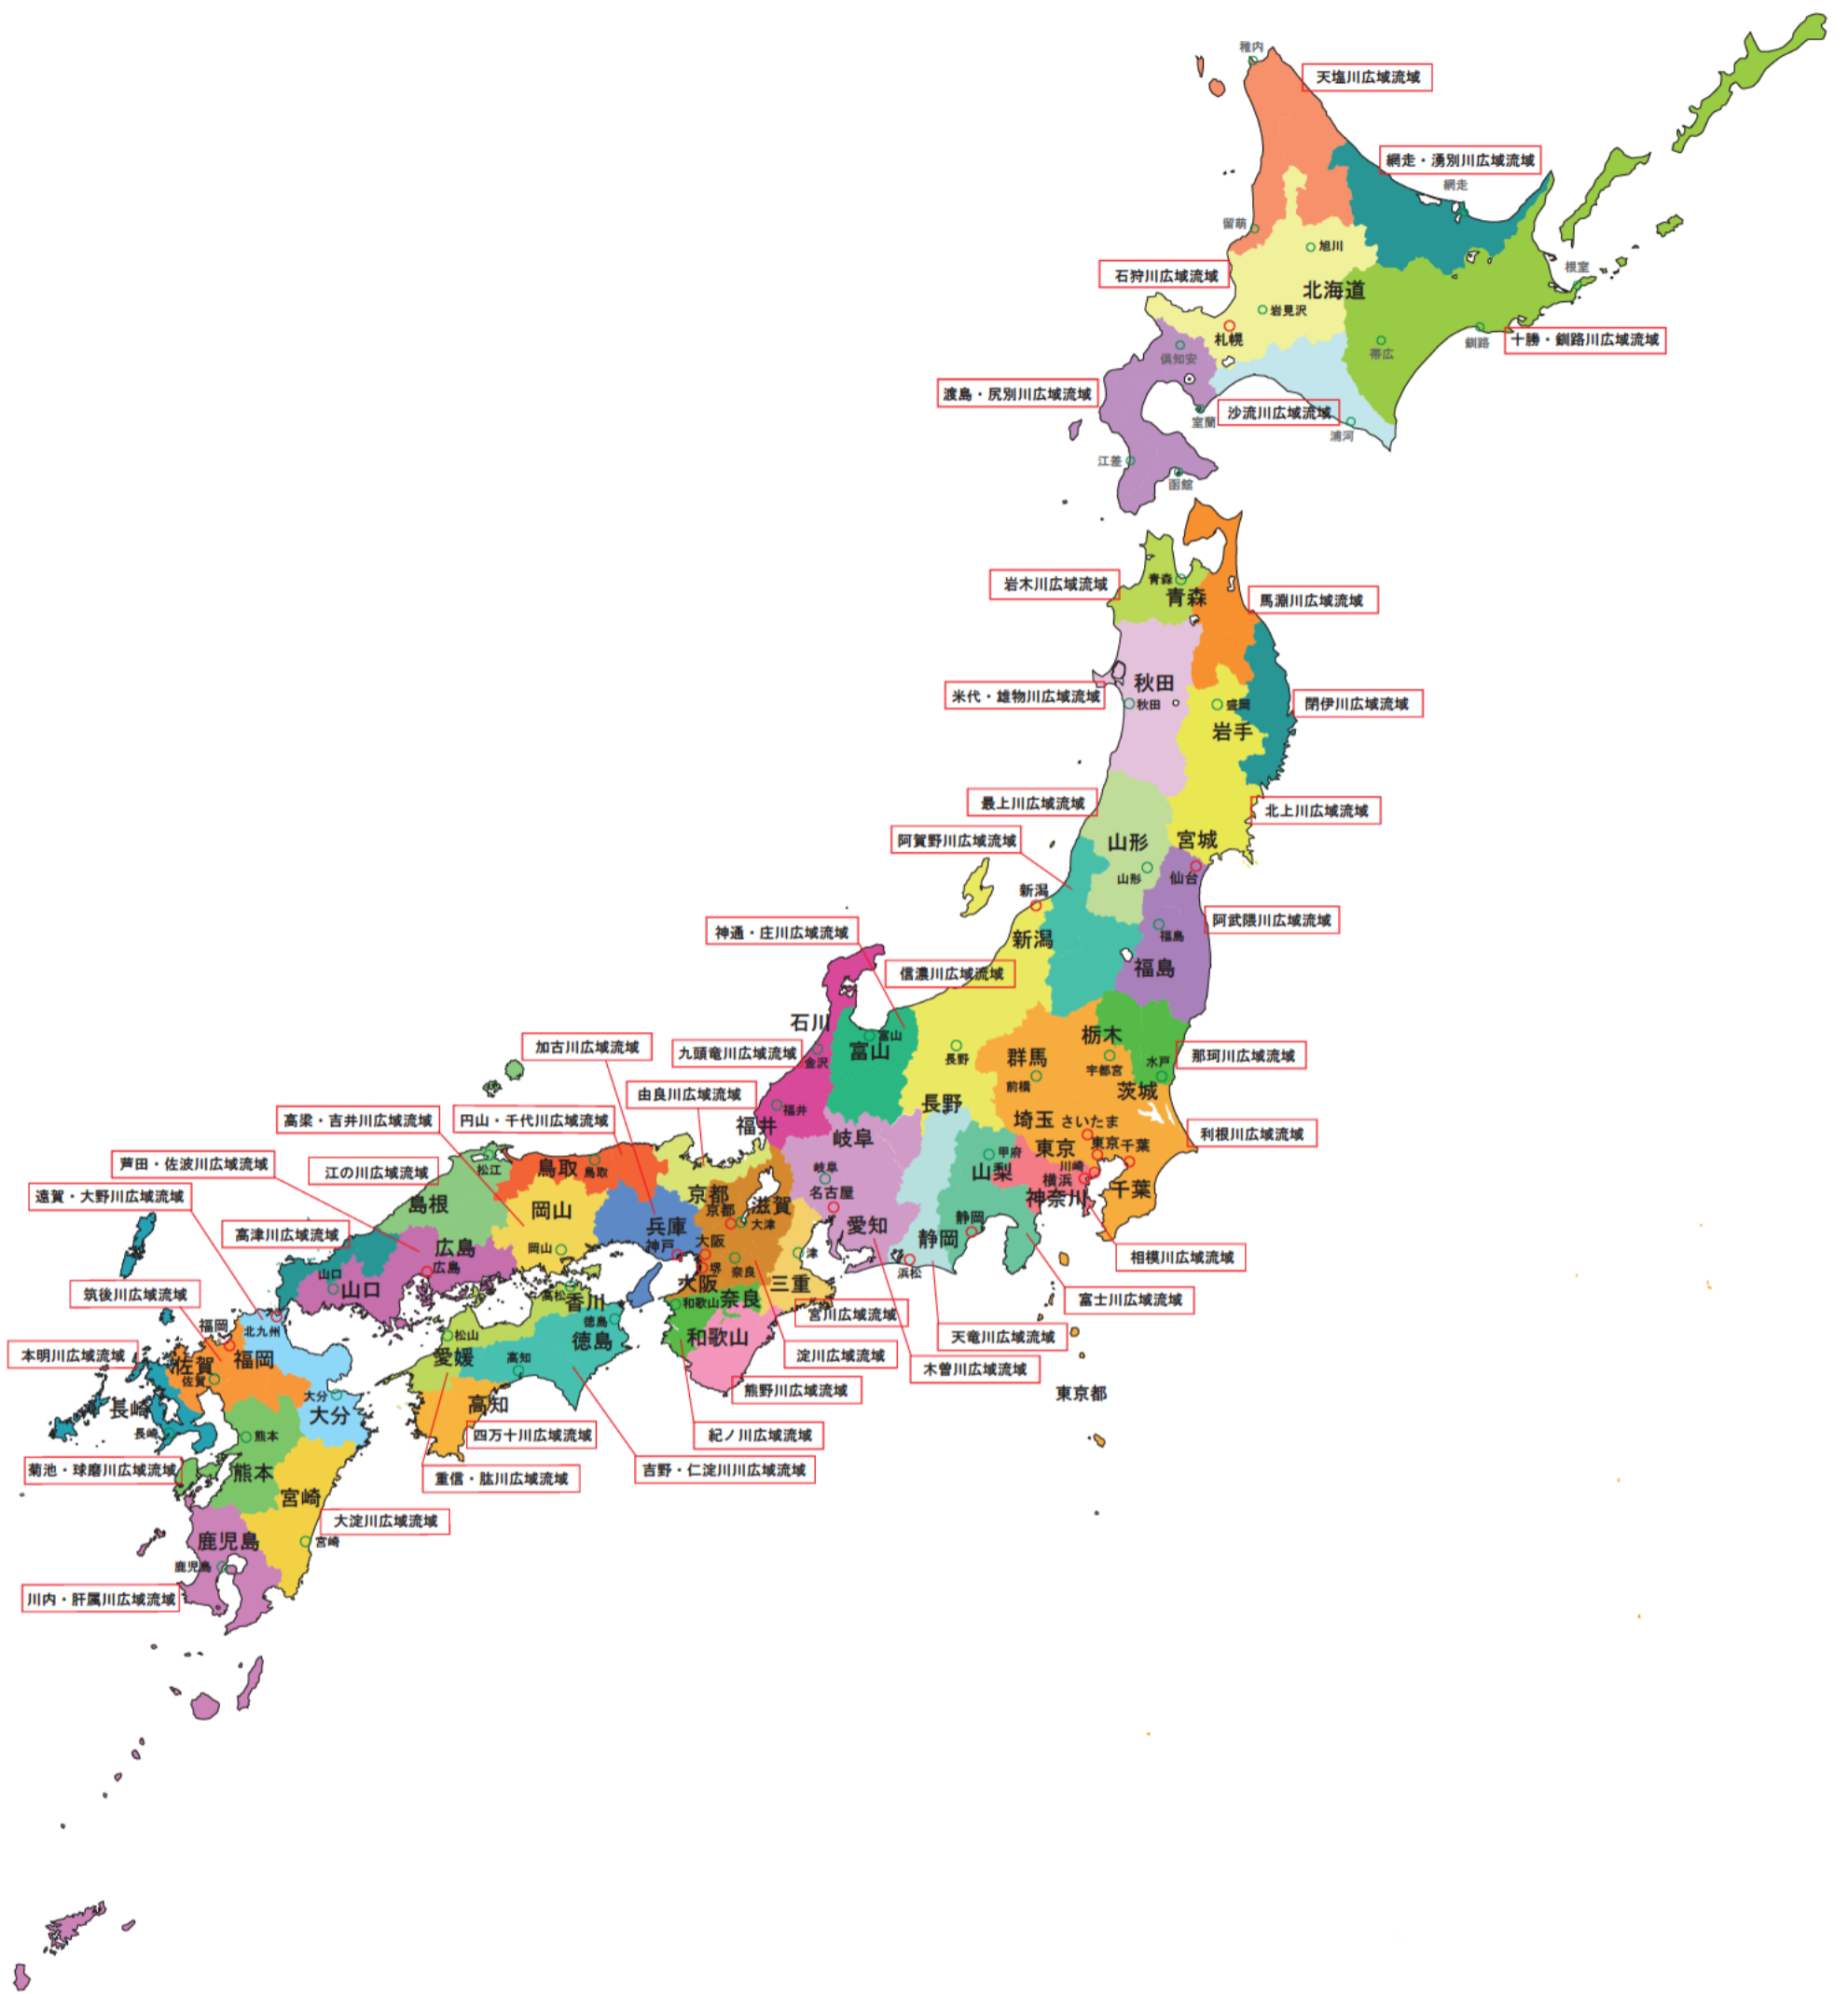 稚内
天塩川広域流域
網走・湧別川広域流域
網走
留萌
旭川
石狩川広域流域
根室
北海道
岩見沢
札幌
釧路
十勝・釧路川広域流域
帯広
倶知安
渡島・尻別川広域流域
室蘭
沙流川広域流域
浦河
江差
函館
岩木川広域流域
青森
青森
馬淵川広域流域
秋田
米代・雄物川広域流域
秋田
盛岡
閉伊川広域流域
岩手
最上川広域流域
北上川広域流域
阿賀野川広域流域
山形
宮城
山形
仙台
新潟
阿武隈川広域流域
神通・庄川広域流域
新潟
福島
福島
信濃川広域流域
石川
富山
富山
栃木
加古川広域流域
九頭竜川広域流域
金沢
長野
群馬
宇都宮
水戸
那珂川広域流域
前橋
茨城
由良川広域流域
福井
福井
長野
高梁・吉井川広域流域
円山・千代川広域流域
岐阜
埼玉
さいたま
利根川広域流域
芦田・佐波川広域流域
江の川広域流域
松江
鳥取
鳥取
岐阜
甲府
山梨
東京
東京
千葉
川崎
横浜
遠賀・大野川広域流域
島根
岡山
京都
京都
滋賀
大津
名古屋
神奈川
千葉
高津川広域流域
広島
岡山
兵庫
神戸
大阪
愛知
静岡
静岡
津
相模川広域流域
山口
広島
堺
奈良
浜松
筑後川広域流域
山口
高松
香川
大阪
和歌山
奈良
三重
富士川広域流域
福岡
北九州
松山
徳島
徳島
宮川広域流域
本明川広域流域
佐賀
佐賀
福岡
愛媛
高知
和歌山
天竜川広域流域
淀川広域流域
木曽川広域流域
大分
大分
長崎
長崎
高知
熊野川広域流域
東京都
熊本
四万十川広域流域
紀ノ川広域流域
菊池・球磨川広域流域
熊本
重信・肱川広域流域
吉野・仁淀川川広域流域
宮崎
大淀川広域流域
鹿児島
宮崎
鹿児島
川内・肝属川広域流域